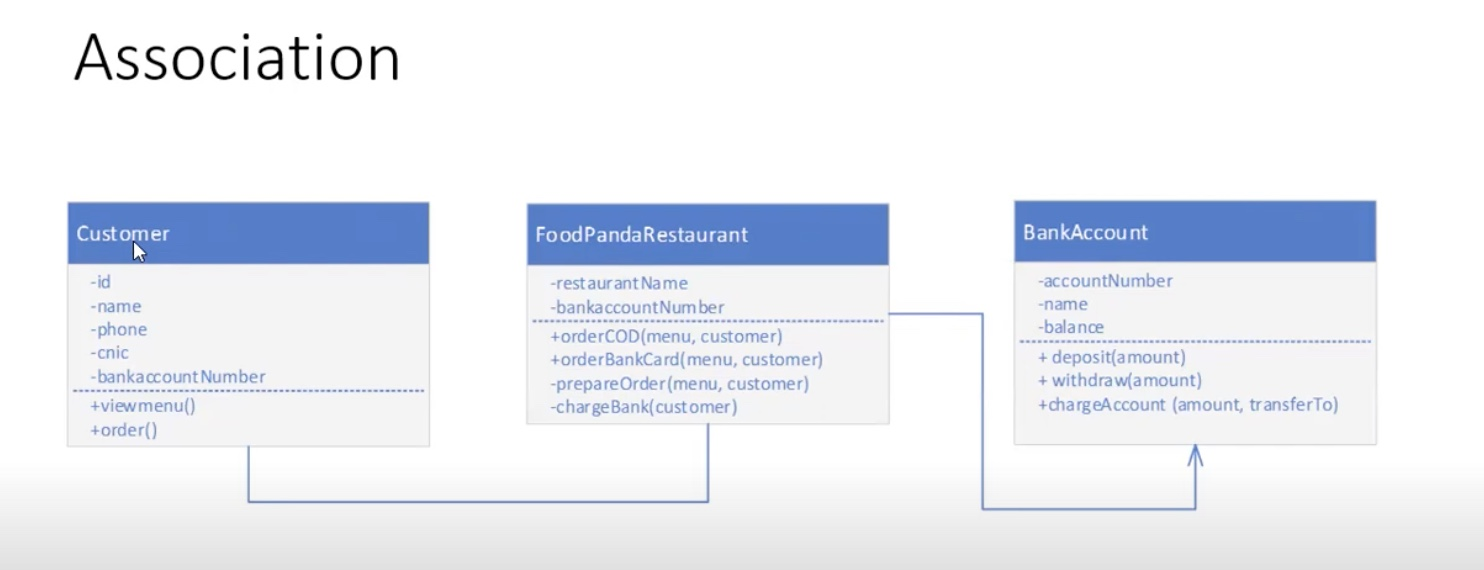 Association
Customer
-id
-name
-phone
-cnic
-bankaccountNumber
+viewmenu()
+order()
FoodPandaRestaurant
-restaurantName
-bankaccountNumber
+orderCOD(menu, customer)
+orderBankCard(menu, customer)
-prepareOrder(menu, customer)
-chargeBank(customer)
BankAccount
-accountNumber
-name
-balance
+ deposit(amount)
+ withdraw(amount)
+chargeAccount (amount, transferTo)